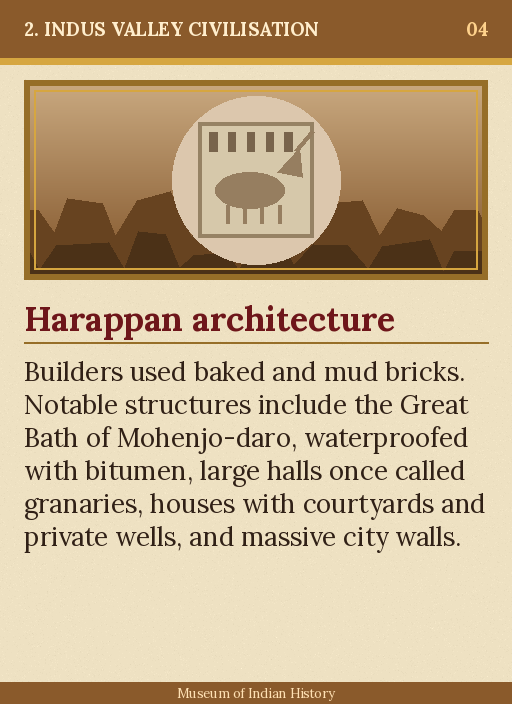 2. INDUS VALLEY CIVILISATION
04
Harappan architecture
Builders used baked and mud bricks.
Notable structures include the Great
Bath of Mohenjo-daro, waterproofed
with bitumen, large halls once called
granaries, houses with courtyards and
private wells, and massive city walls.
Museum of Indian History